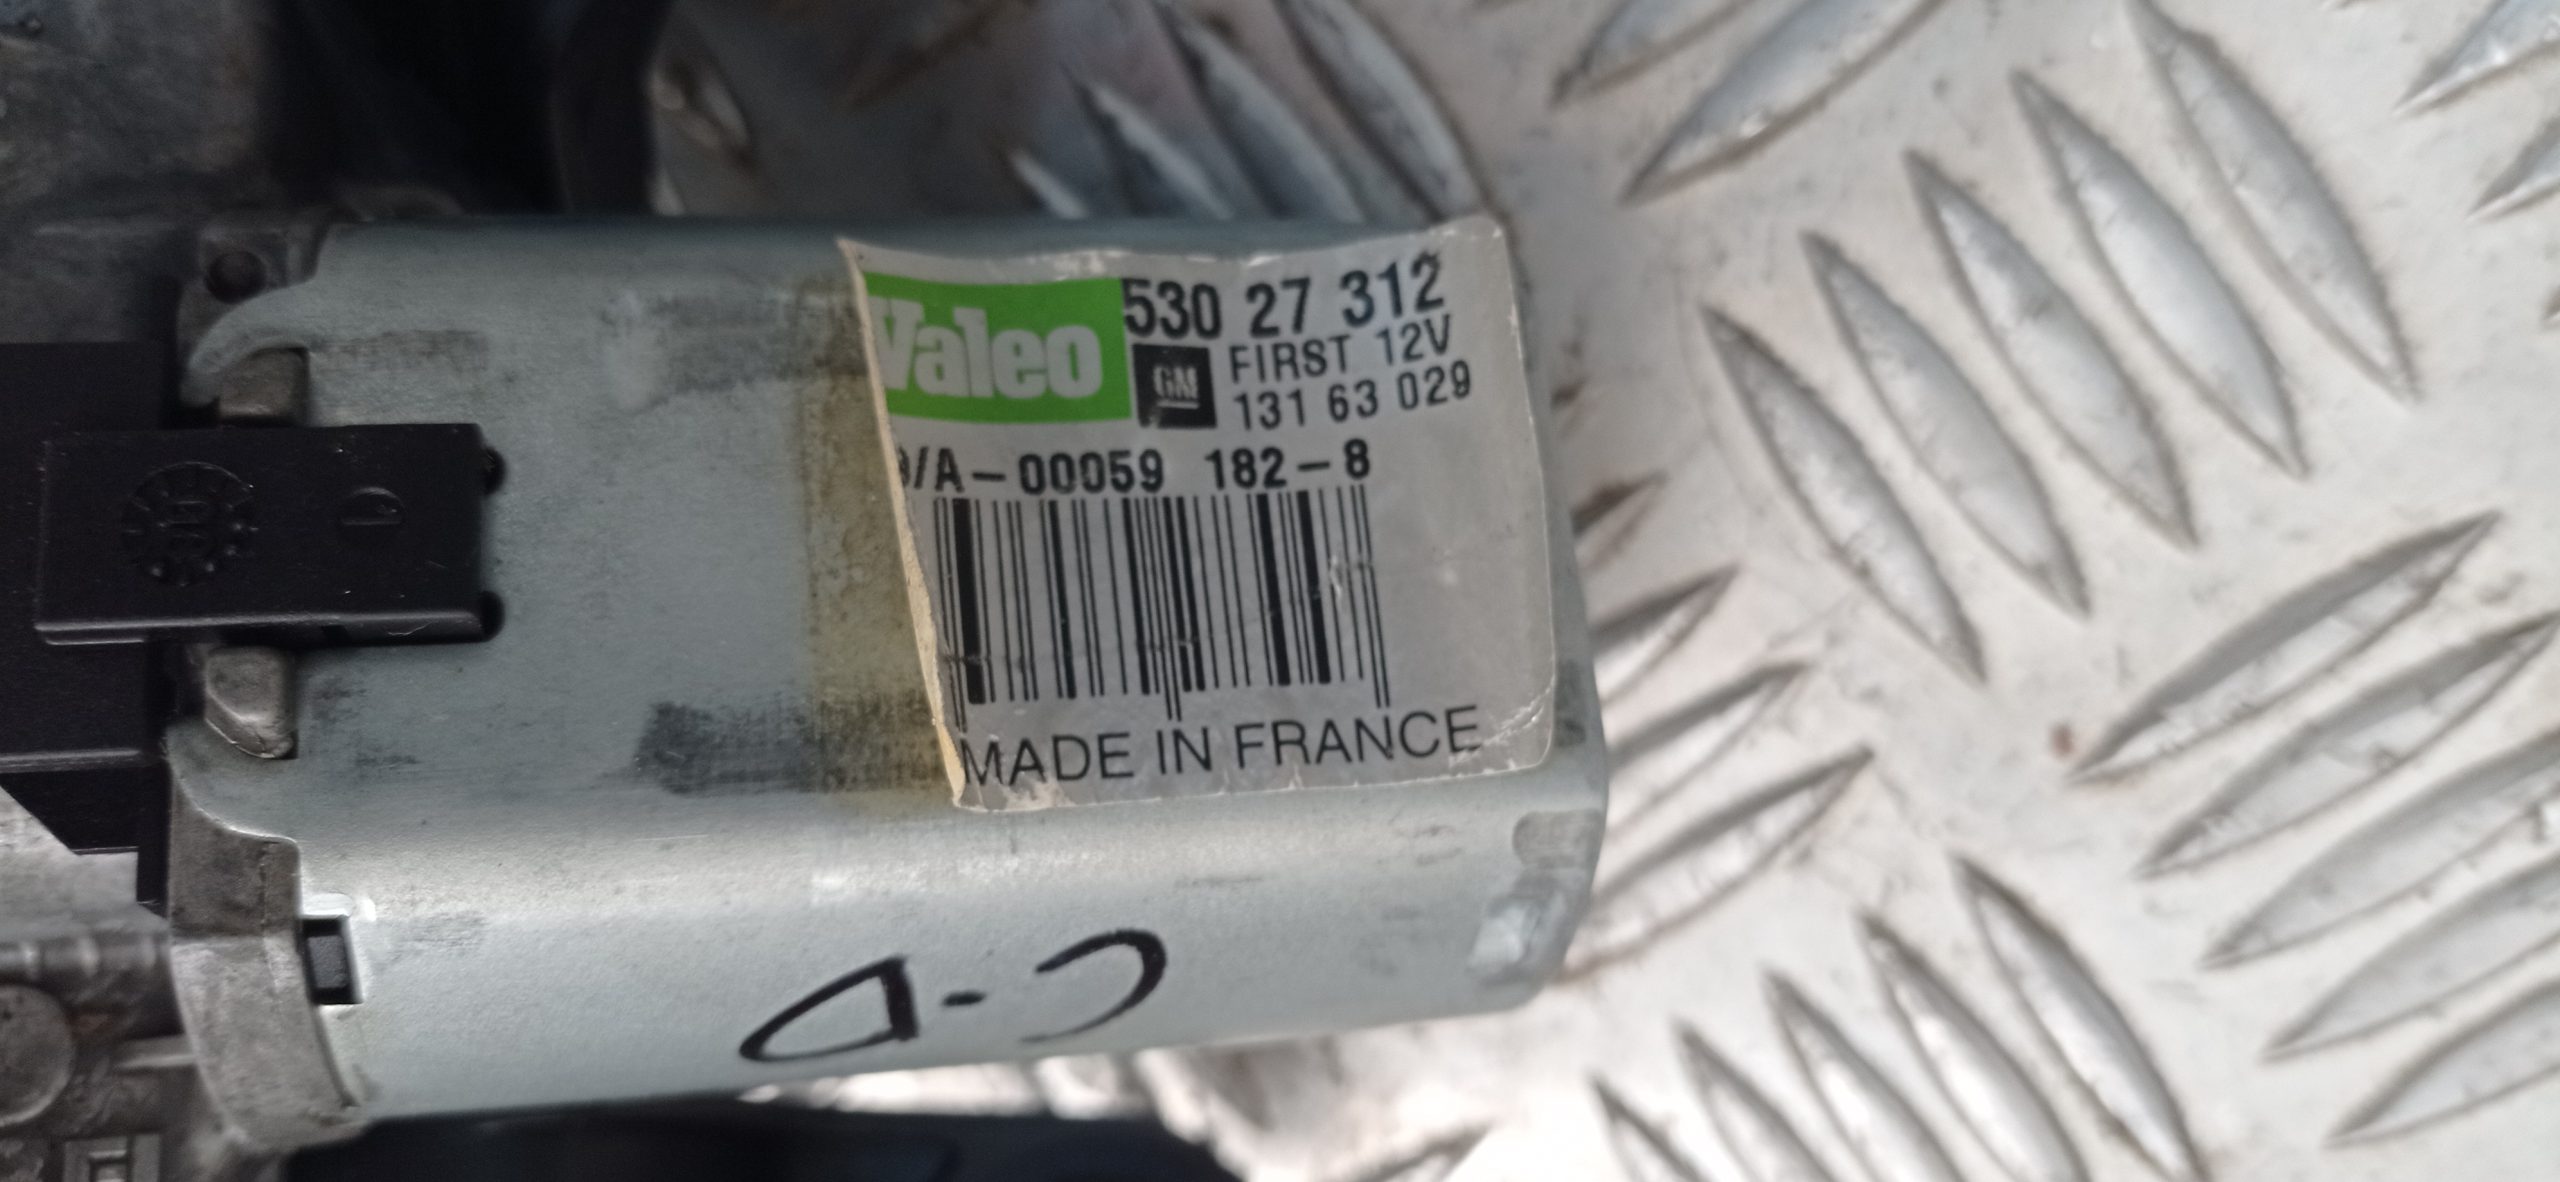 Valeo 530 27 312
GM FIRST 12V
131 63 029
/A-00059 182-8
MADE IN FRANCE